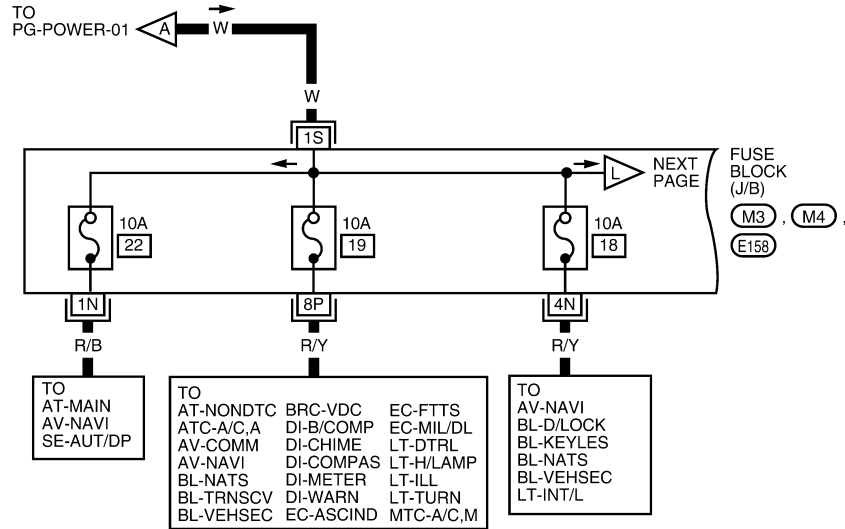 TO
PG-POWER-01
A
W
W
1S
L
NEXT
PAGE
FUSE
BLOCK
(J/B)
M3 , M4 ,
E158
10A
22
10A
19
10A
18
1N
8P
4N
R/B
R/Y
R/Y
TO
AT-MAIN
AV-NAVI
SE-AUT/DP
TO
AT-NONDTC BRC-VDC EC-FTTS
ATC-A/C,A DI-B/COMP EC-MIL/DL
AV-COMM DI-CHIME LT-DTRL
AV-NAVI DI-COMPAS LT-H/LAMP
BL-NATS DI-METER LT-ILL
BL-TRNSCV DI-WARN LT-TURN
BL-VEHSEC EC-ASCIND MTC-A/C,M
TO
AV-NAVI
BL-D/LOCK
BL-KEYLES
BL-NATS
BL-VEHSEC
LT-INT/L